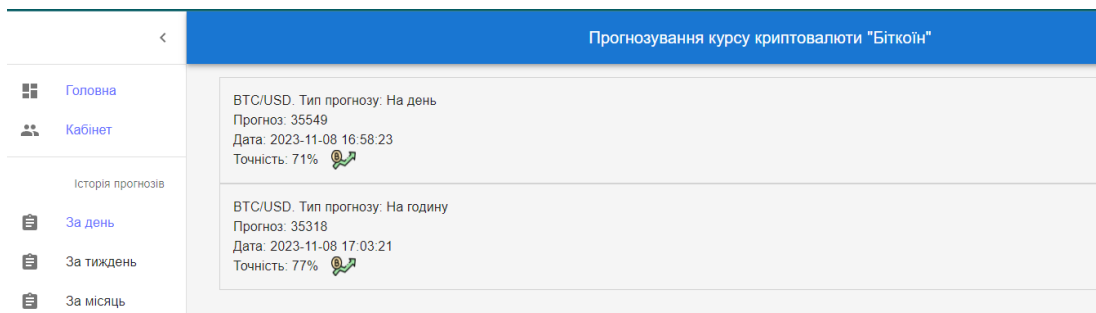 Прогнозування курсу криптовалюти "Біткоїн"
Головна
Кабінет
Історія прогнозів
За день
За тиждень
За місяць
BTC/USD. Тип прогнозу: На день
Прогноз: 35549
Дата: 2023-11-08 16:58:23
Точність: 71%
BTC/USD. Тип прогнозу: На годину
Прогноз: 35318
Дата: 2023-11-08 17:03:21
Точність: 77%